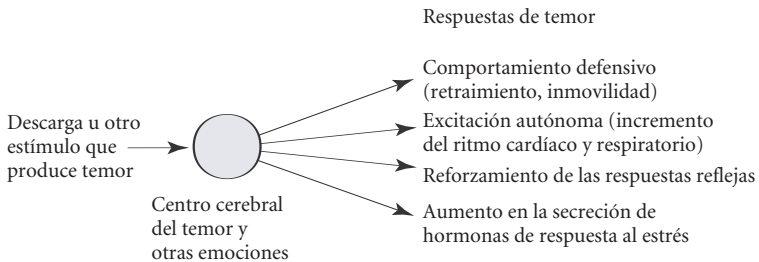 Respuestas de temor
Descarga u otro
estímulo que
produce temor
Centro cerebral
del temor y
otras emociones
Comportamiento defensivo
(retraimiento, inmovilidad)
Excitación autónoma (incremento
del ritmo cardíaco y respiratorio)
Reforzamiento de las respuestas reflejas
Aumento en la secreción de
hormonas de respuesta al estrés